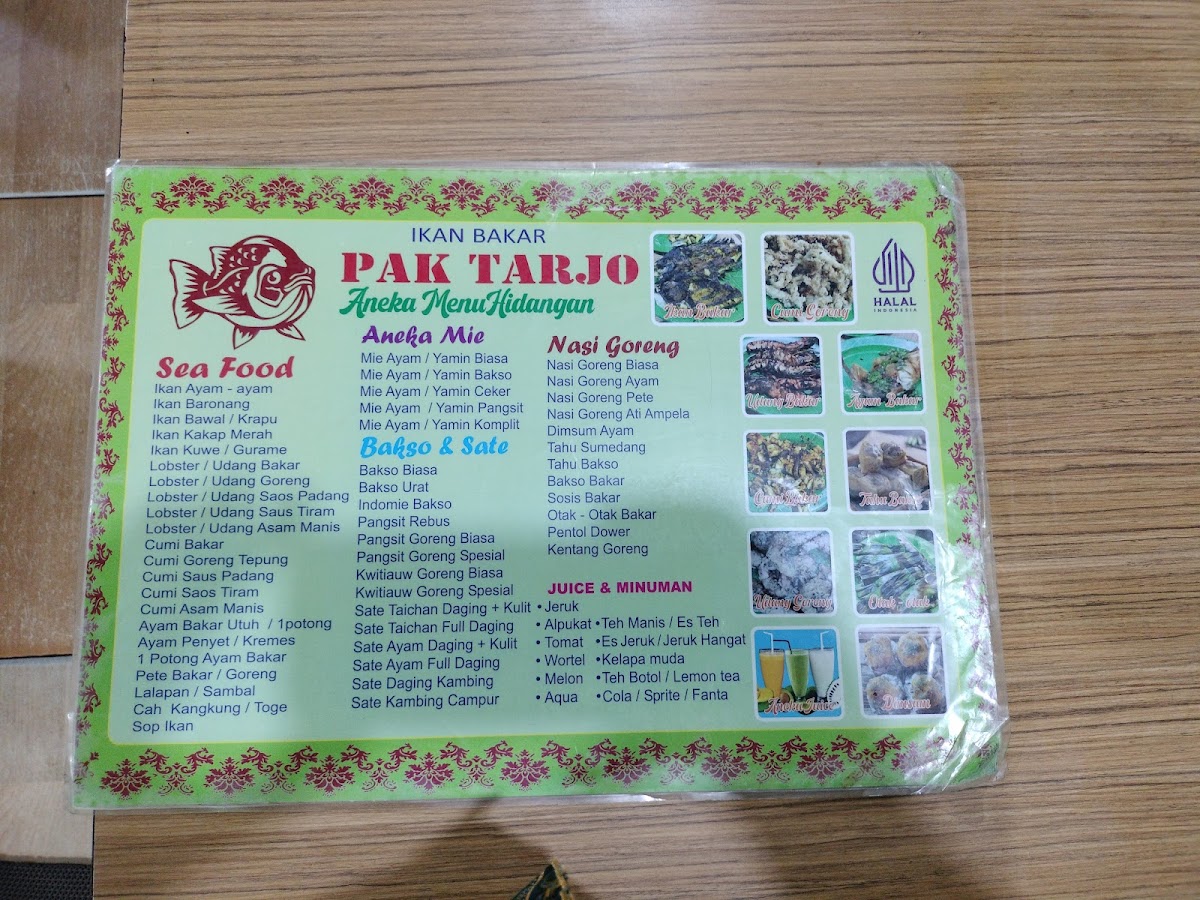 IKAN BAKAR
PAK TARJO
Aneka Menu Hidangan
HALAL
INDONESIA
Sea Food
Ikan Ayam - ayam
Ikan Baronang
Ikan Bawal / Krapu
Ikan Kakap Merah
Ikan Kuwe / Gurame
Lobster / Udang Bakar
Lobster / Udang Goreng
Lobster / Udang Saos Padang
Lobster / Udang Saus Tiram
Lobster / Udang Asam Manis
Cumi Bakar
Cumi Goreng Tepung
Cumi Saus Padang
Cumi Saos Tiram
Cumi Asam Manis
Ayam Bakar Utuh / 1potong
Ayam Penyet / Kremes
1 Potong Ayam Bakar
Pete Bakar / Goreng
Lalapan / Sambal
Cah Kangkung / Toge
Sop Ikan
Aneka Mie
Mie Ayam / Yamin Biasa
Mie Ayam / Yamin Bakso
Mie Ayam / Yamin Ceker
Mie Ayam / Yamin Pangsit
Mie Ayam / Yamin Komplit
Bakso & Sate
Bakso Biasa
Bakso Urat
Indomie Bakso
Pangsit Rebus
Pangsit Goreng Biasa
Pangsit Goreng Spesial
Kwitiauw Goreng Biasa
Kwitiauw Goreng Spesial
Sate Taichan Daging + Kulit
Sate Taichan Full Daging
Sate Ayam Daging + Kulit
Sate Ayam Full Daging
Sate Daging Kambing
Sate Kambing Campur
Nasi Goreng
Nasi Goreng Biasa
Nasi Goreng Ayam
Nasi Goreng Pete
Nasi Goreng Ati Ampela
Dimsum Ayam
Tahu Sumedang
Tahu Bakso
Bakso Bakar
Sosis Bakar
Otak - Otak Bakar
Pentol Dower
Kentang Goreng
JUICE & MINUMAN
• Jeruk
• Alpukat
• Tomat
• Wortel
• Melon
• Aqua
• Teh Manis / Es Teh
• Es Jeruk / Jeruk Hangat
• Kelapa muda
• Teh Botol / Lemon tea
• Cola / Sprite / Fanta
Ikan Bakar
Cumi Goreng
Udang Bakar
Ayam Bakar
Cumi Bakar
Tahu Bakso
Udang Goreng
Otak - otak
Aneka Juice
Dimsum